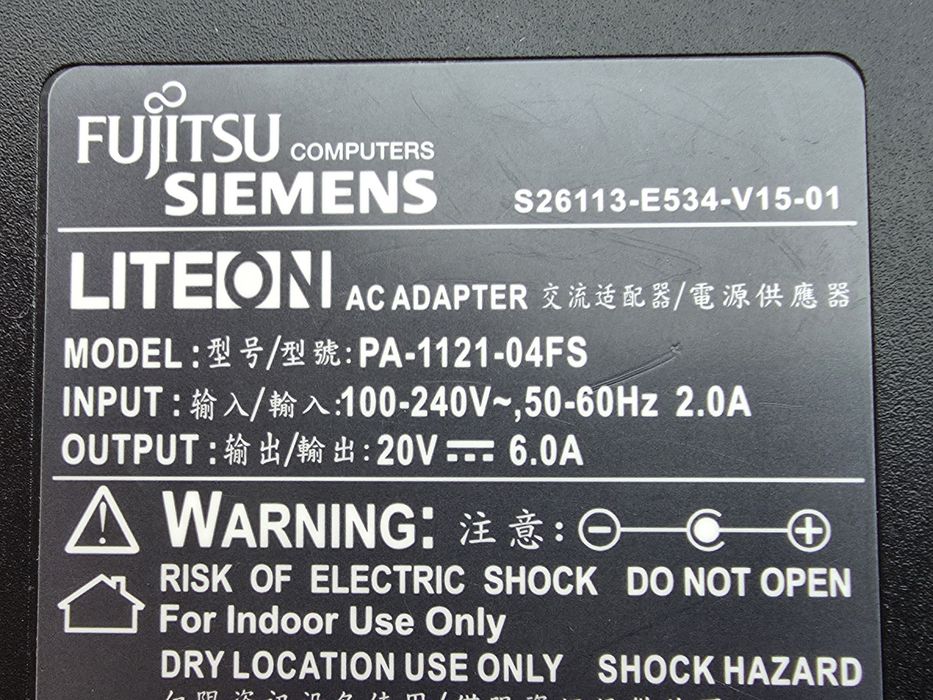 FUJITSU COMPUTERS
SIEMENS
S26113-E534-V15-01
LITEON AC ADAPTER 交流适配器/電源供應器
MODEL:型号/型號:PA-1121-04FS
INPUT:输入/輸入:100-240V~,50-60Hz 2.0A
OUTPUT:输出/輸出:20V 6.0A
WARNING: 注意:
RISK OF ELECTRIC SHOCK DO NOT OPEN
For Indoor Use Only
DRY LOCATION USE ONLY SHOCK HAZARD